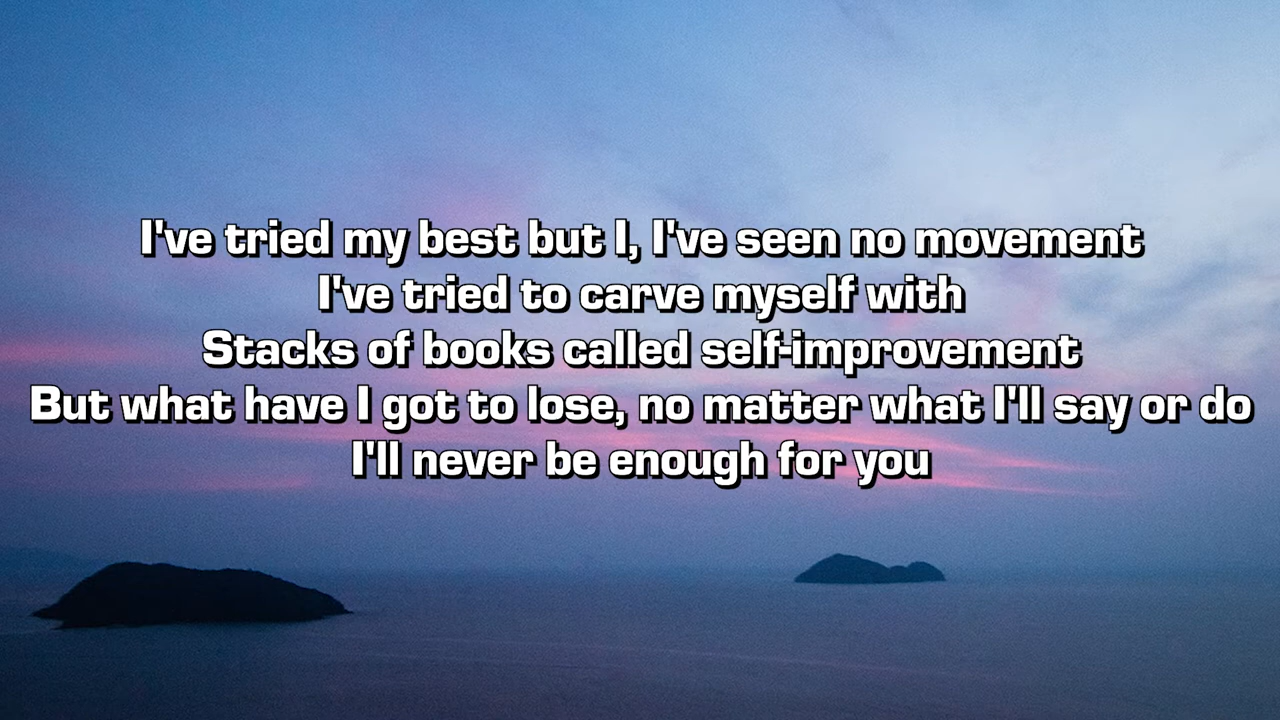 I've tried my best but I, I've seen no movement
I've tried to carve myself with
Stacks of books called self-improvement
But what have I got to lose, no matter what I'll say or do
I'll never be enough for you